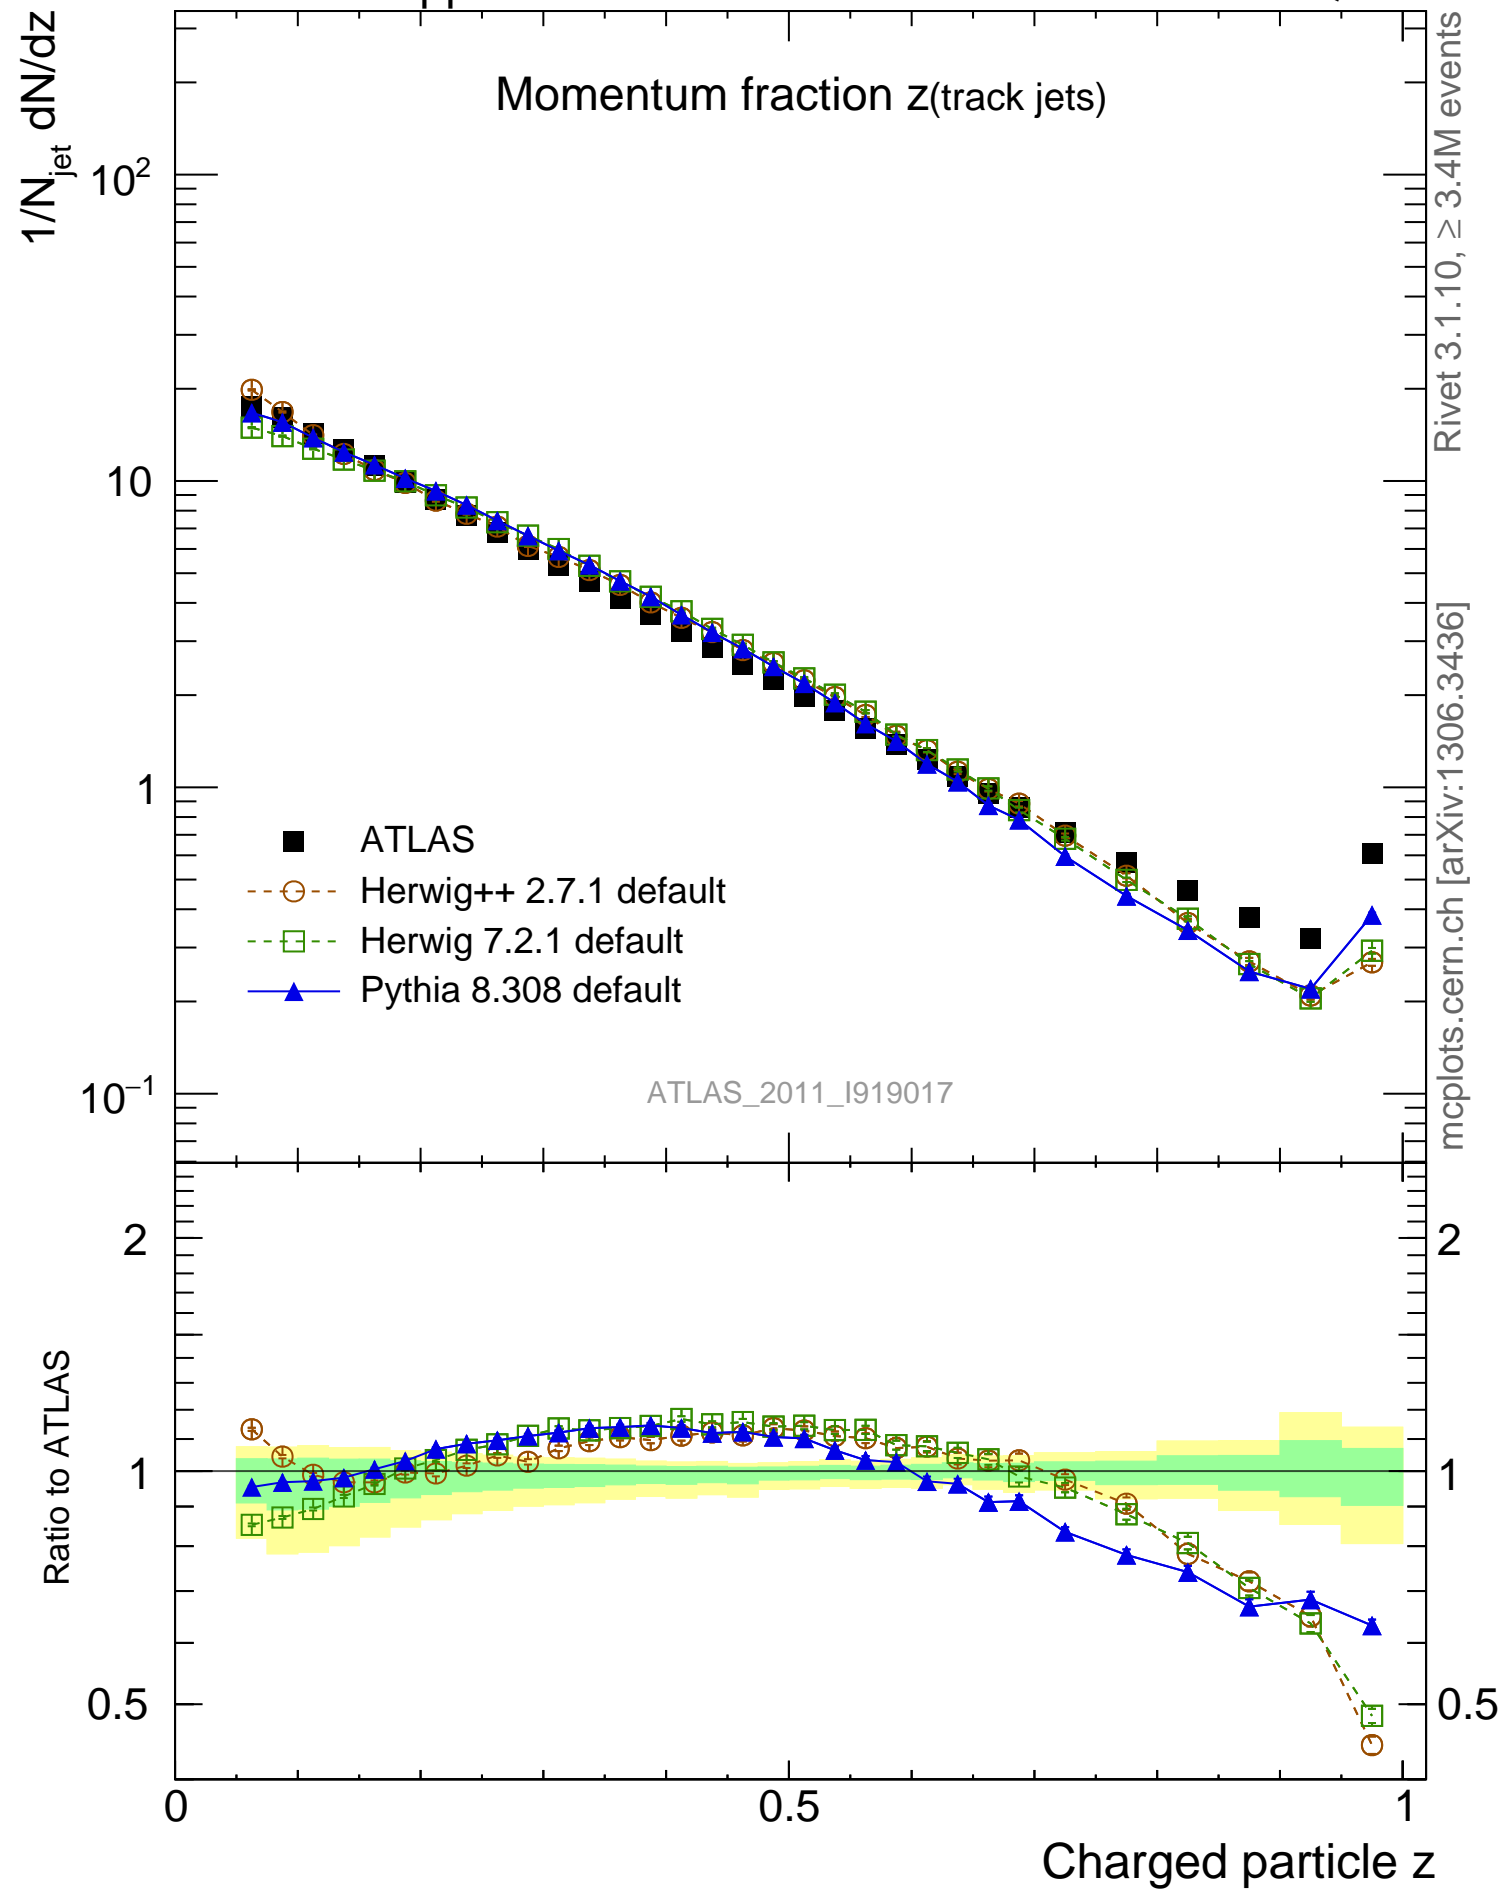 1/N_jet dN/dz
Momentum fraction z(track jets)
10²
10
1
10⁻¹
ATLAS
Herwig++ 2.7.1 default
Herwig 7.2.1 default
Pythia 8.308 default
ATLAS_2011_I919017
Rivet 3.1.10, ≥ 3.4M events
mcplots.cern.ch [arXiv:1306.3436]
Ratio to ATLAS
2
1
0.5
2
1
0.5
0
0.5
1
Charged particle z